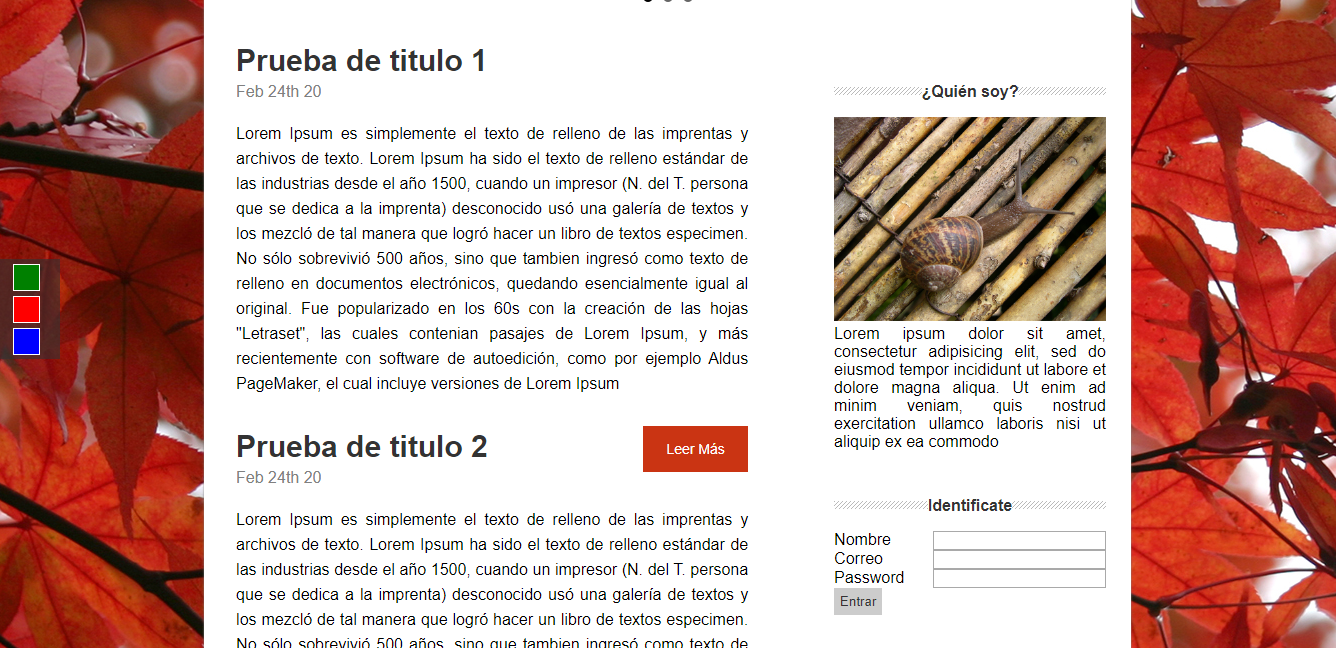 Prueba de titulo 1
Feb 24th 20
Lorem Ipsum es simplemente el texto de relleno de las imprentas y
archivos de texto. Lorem Ipsum ha sido el texto de relleno estándar de
las industrias desde el año 1500, cuando un impresor (N. del T. persona
que se dedica a la imprenta) desconocido usó una galería de textos y
los mezcló de tal manera que logró hacer un libro de textos especimen.
No sólo sobrevivió 500 años, sino que tambien ingresó como texto de
relleno en documentos electrónicos, quedando esencialmente igual al
original. Fue popularizado en los 60s con la creación de las hojas
"Letraset", las cuales contenian pasajes de Lorem Ipsum, y más
recientemente con software de autoedición, como por ejemplo Aldus
PageMaker, el cual incluye versiones de Lorem Ipsum
Leer Más
Prueba de titulo 2
Feb 24th 20
Lorem Ipsum es simplemente el texto de relleno de las imprentas y
archivos de texto. Lorem Ipsum ha sido el texto de relleno estándar de
las industrias desde el año 1500, cuando un impresor (N. del T. persona
que se dedica a la imprenta) desconocido usó una galería de textos y
los mezcló de tal manera que logró hacer un libro de textos especimen.
No sólo sobrevivió 500 años, sino que tambien ingresó como texto de
¿Quién soy?
Lorem ipsum dolor sit amet,
consectetur adipisicing elit, sed do
eiusmod tempor incididunt ut labore et
dolore magna aliqua. Ut enim ad
minim veniam, quis nostrud
exercitation ullamco laboris nisi ut
aliquip ex ea commodo
Identificate
Nombre
Correo
Password
Entrar